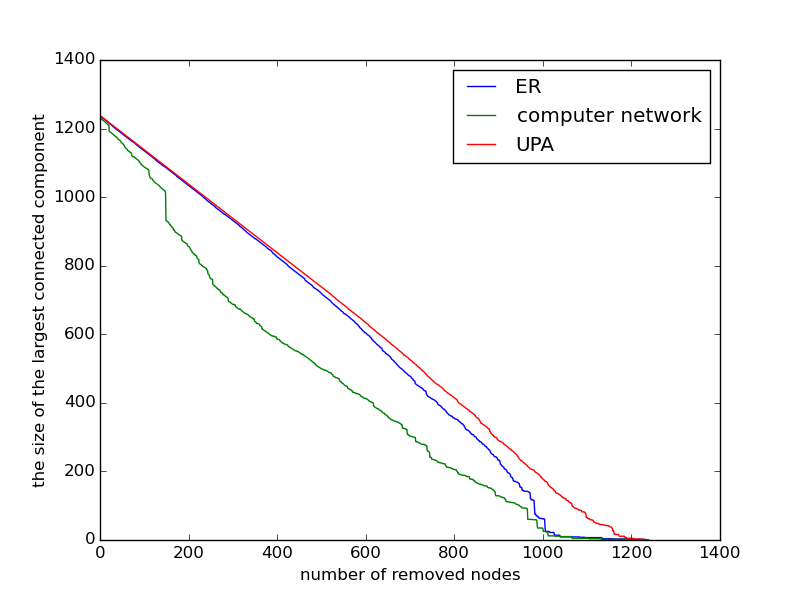 1400
1200
1000
800
600
400
200
0
the size of the largest connected component
ER
computer network
UPA
0 200 400 600 800 1000 1200 1400
number of removed nodes